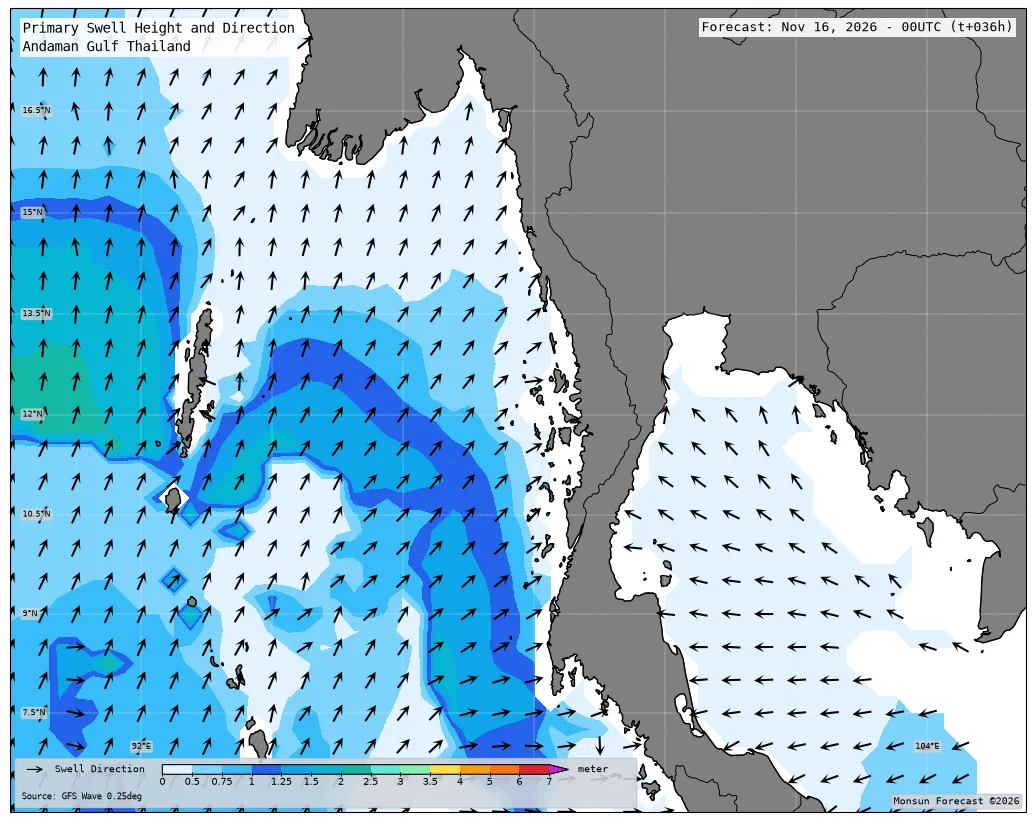 Primary Swell Height and Direction
Andaman Gulf Thailand
Forecast: Nov 16, 2026 - 00UTC (t+036h)
16.5°N
15°N
13.5°N
12°N
10.5°N
9°N
7.5°N
92°E
104°E
Swell Direction
0 0.5 0.75 1 1.25 1.5 2 2.5 3 3.5 4 5 6 7
meter
Source: GFS Wave 0.25deg
Monsun Forecast ©2026